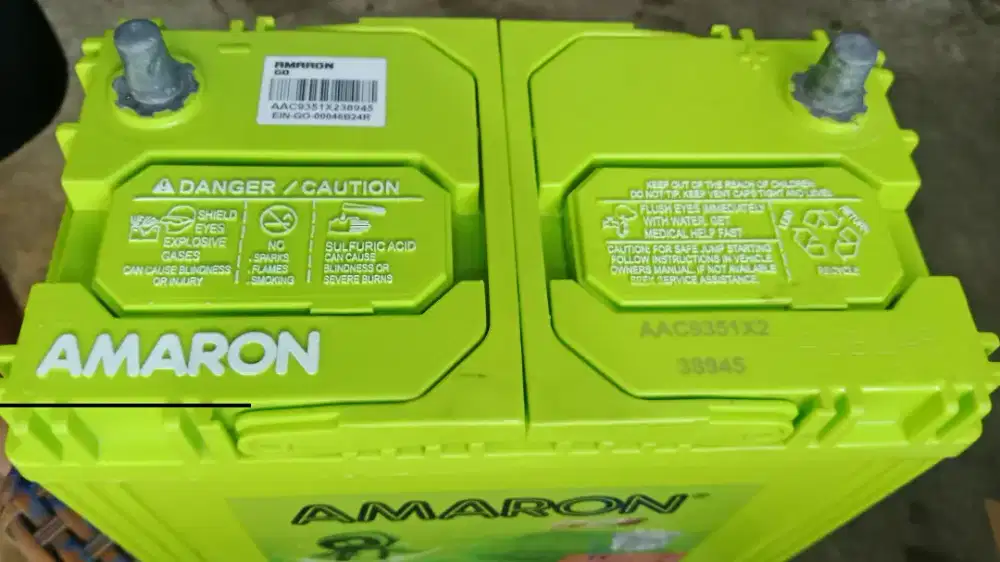 AMARON
GO
AAC9351X238945
EIN-GO-00046B24R
DANGER / CAUTION
SHIELD
EYES
EXPLOSIVE
GASES
CAN CAUSE BLINDNESS
OR INJURY
NO
. SPARKS
. FLAMES
. SMOKING
SULFURIC ACID
CAN CAUSE
BLINDNESS OR
SEVERE BURNS
KEEP OUT OF THE REACH OF CHILDREN.
DO NOT TIP. KEEP VENT CAPS TIGHT AND LEVEL
FLUSH EYES IMMEDIATELY
WITH WATER, GET
MEDICAL HELP FAST
CAUTION: FOR SAFE JUMP STARTING
FOLLOW INSTRUCTIONS IN VEHICLE
OWNERS MANUAL. IF NOT AVAILABLE
SERVICE ASSISTANCE.
RETURN
RECYCLE
AMARON
AAC9351X2
38945
AMARON®